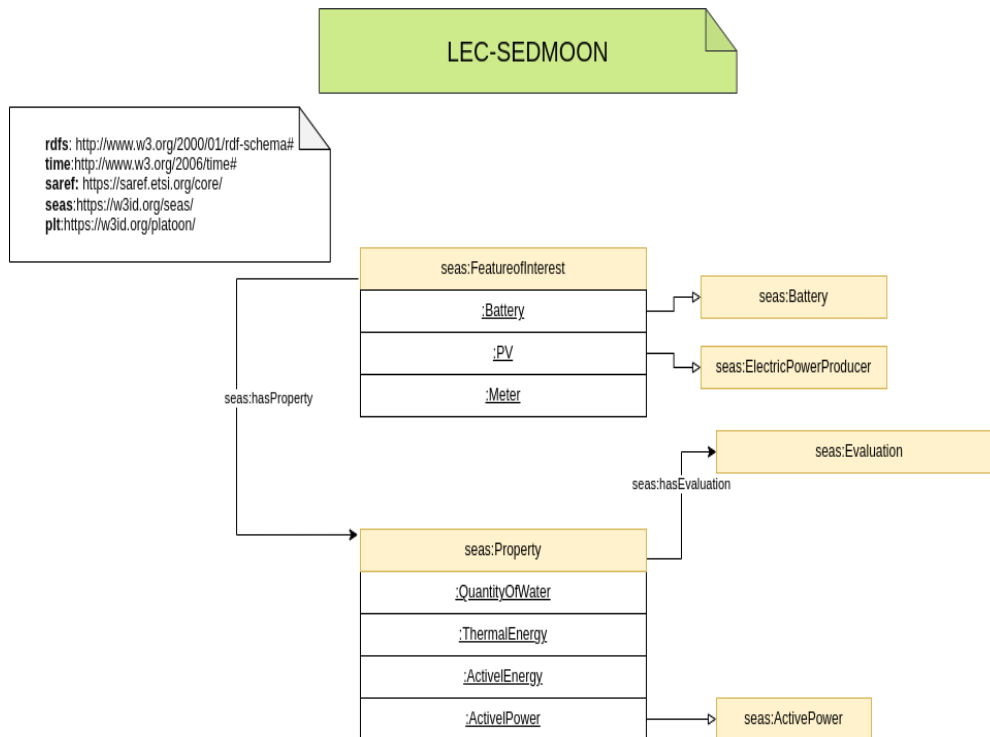 LEC-SEDMOON
rdfs: http://www.w3.org/2000/01/rdf-schema#
time:http://www.w3.org/2006/time#
saref: https://saref.etsi.org/core/
seas:https://w3id.org/seas/
plt:https://w3id.org/platoon/
seas:FeatureofInterest
:Battery
seas:Battery
:PV
seas:ElectricPowerProducer
:Meter
seas:hasProperty
seas:Evaluation
seas:hasEvaluation
seas:Property
:QuantityOfWater
:ThermalEnergy
:ActivelEnergy
:ActivelPower
seas:ActivePower